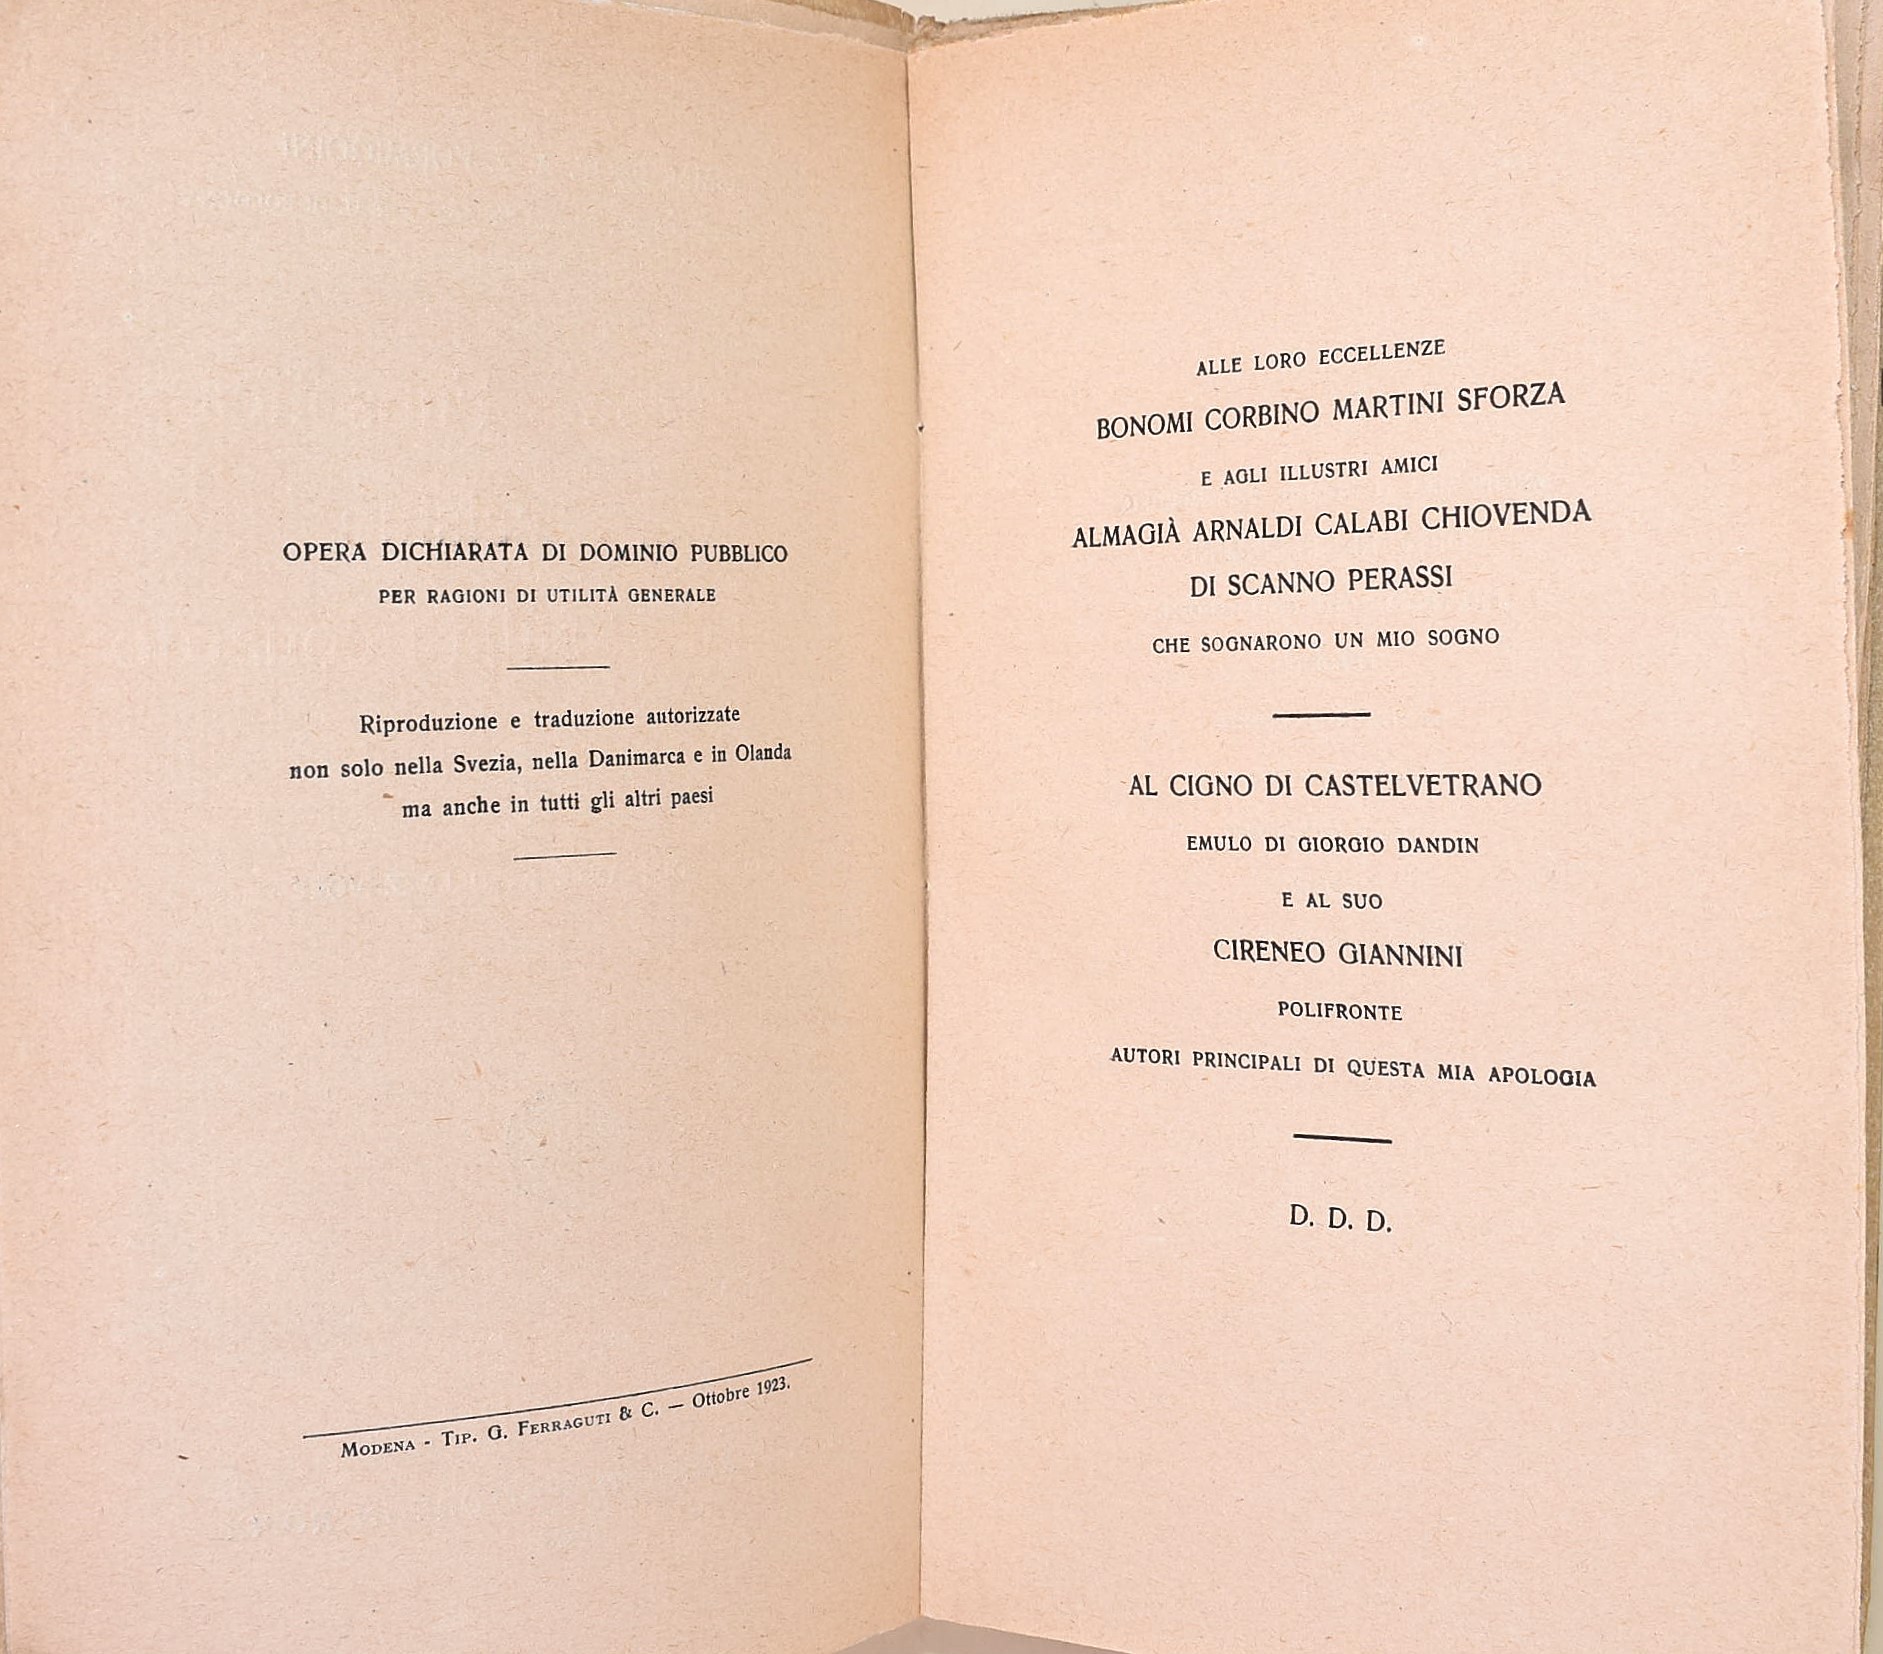 OPERA DICHIARATA DI DOMINIO PUBBLICO
PER RAGIONI DI UTILITÀ GENERALE
Riproduzione e traduzione autorizzate
non solo nella Svezia, nella Danimarca e in Olanda
ma anche in tutti gli altri paesi
MODENA - TIP. G. FERRAGUTI & C. — Ottobre 1923.
ALLE LORO ECCELLENZE
BONOMI CORBINO MARTINI SFORZA
E AGLI ILLUSTRI AMICI
ALMAGIÀ ARNALDI CALABI CHIOVENDA
DI SCANNO PERASSI
CHE SOGNARONO UN MIO SOGNO
AL CIGNO DI CASTELVETRANO
EMULO DI GIORGIO DANDIN
E AL SUO
CIRENEO GIANNINI
POLIFRONTE
AUTORI PRINCIPALI DI QUESTA MIA APOLOGIA
D. D. D.